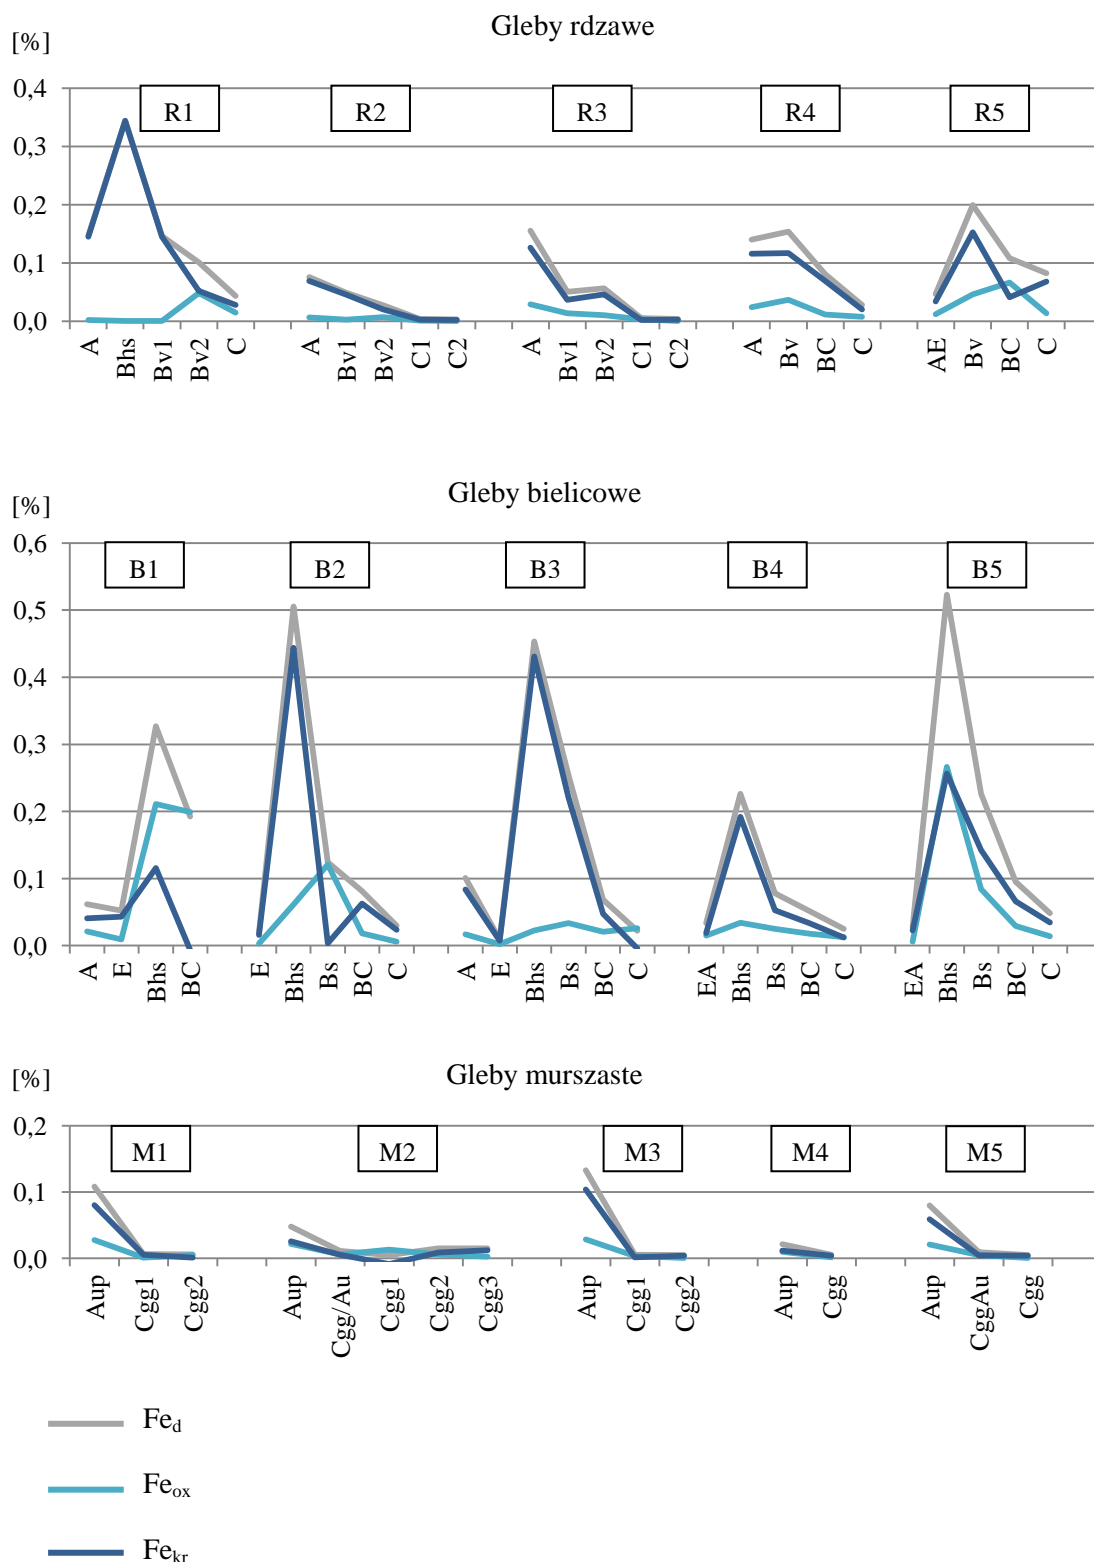 Gleby rdzawe
[%]
0,4
R1 R2 R3 R4 R5
0,3
0,2
0,1
0,0
A Bhs Bv1 Bv2 C A Bv1 Bv2 C1 C2 A Bv1 Bv2 C1 C2 A Bv BC C AE Bv BC C
Gleby bielicowe
[%]
0,6
B1 B2 B3 B4 B5
0,5
0,4
0,3
0,2
0,1
0,0
A E Bhs BC E Bhs Bs BC C A E Bhs Bs BC C EA Bhs Bs BC C EA Bhs Bs BC C
Gleby murszaste
[%]
0,2
M1 M2 M3 M4 M5
0,1
0,0
Aup Cgg1 Cgg2 Aup Cgg/Au Cgg1 Cgg2 Cgg3 Aup Cgg1 Cgg2 Aup Cgg Aup CggAu Cgg
Fed
Feox
Fekr